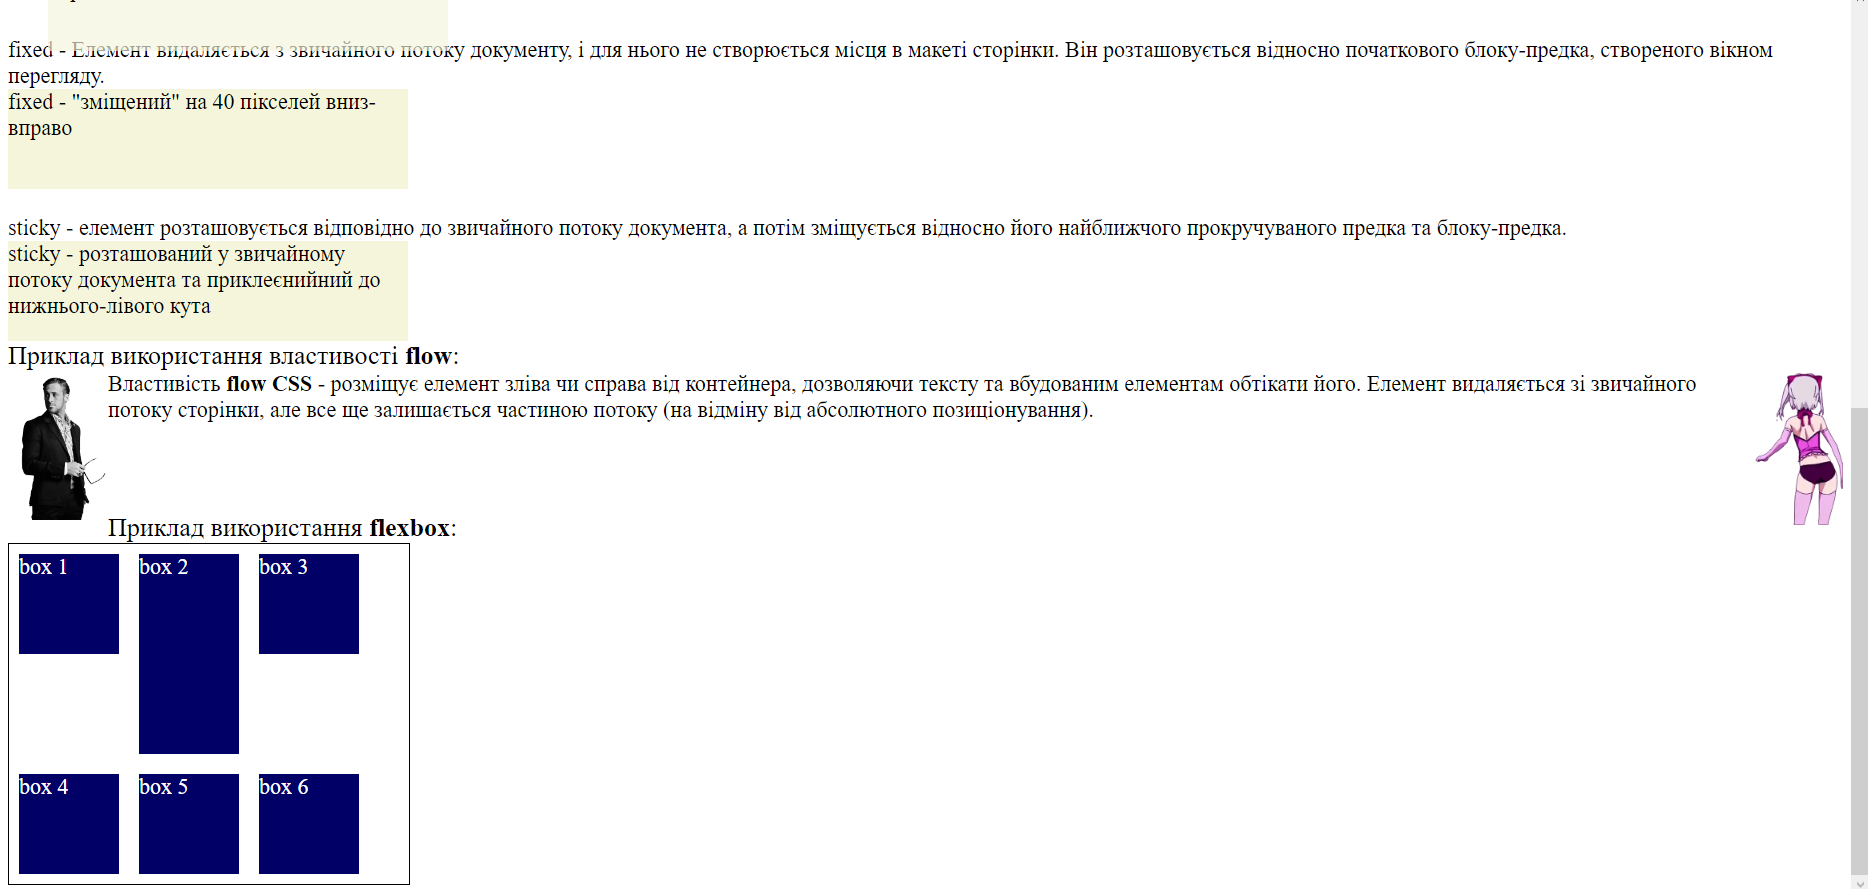 fixed - Елемент видаляється з звичайного потоку документу, і для нього не створюється місця в макеті сторінки. Він розташовується відносно початкового блоку-предка, створеного вікном
перегляду.
fixed - "зміщений" на 40 пікселей вниз-
вправо
sticky - елемент розташовується відповідно до звичайного потоку документа, а потім зміщується відносно його найближчого прокручуваного предка та блоку-предка.
sticky - розташований у звичайному
потоку документа та приклеєнийний до
нижнього-лівого кута
Приклад використання властивості flow:
Властивість flow CSS - розміщує елемент зліва чи справа від контейнера, дозволяючи тексту та вбудованим елементам обтікати його. Елемент видаляється зі звичайного
потоку сторінки, але все ще залишається частиною потоку (на відміну від абсолютного позиціонування).
Приклад використання flexbox:
box 1 box 2 box 3
box 4 box 5 box 6